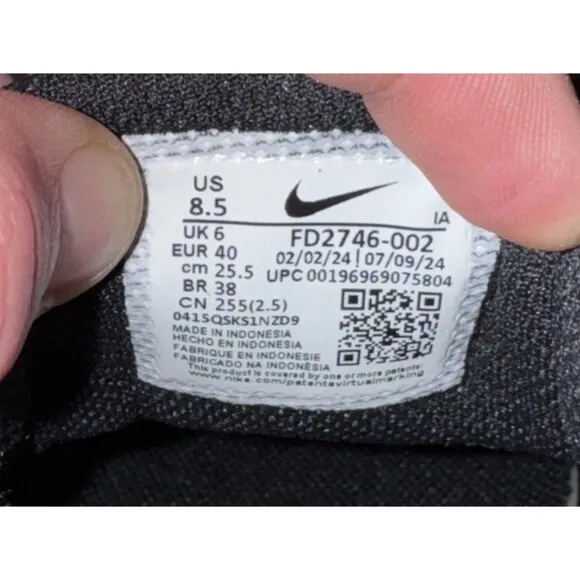 US
8.5
IA
UK 6
FD2746-002
EUR 40
02/02/24 | 07/09/24
cm 25.5
UPC 00196969075804
BR 38
CN 255(2.5)
041SQSKS1NZD9
MADE IN INDONESIA
HECHO EN INDONESIA
FABRIQUE EN INDONESIE
FABRICADO NA INDONÉSIA
This product is covered by one or more patents:
www.nike.com/patentsvirtualmarking